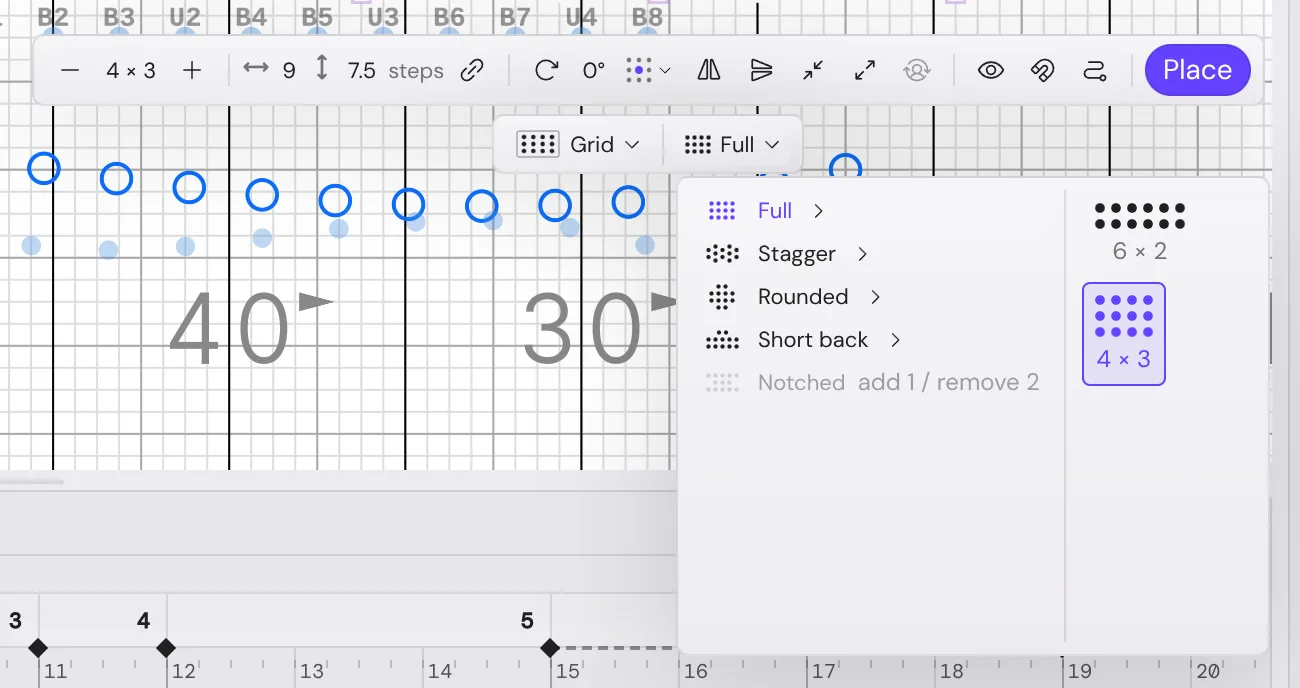 B2 B3 U2 B4 B5 U3 B6 B7 U4 B8
4 × 3 9 7.5 steps 0° Place
Grid Full
Full
Stagger
Rounded
Short back
Notched add 1 / remove 2
6 × 2
4 × 3
40 30
3 4 5
11 12 13 14 15 16 17 18 19 20